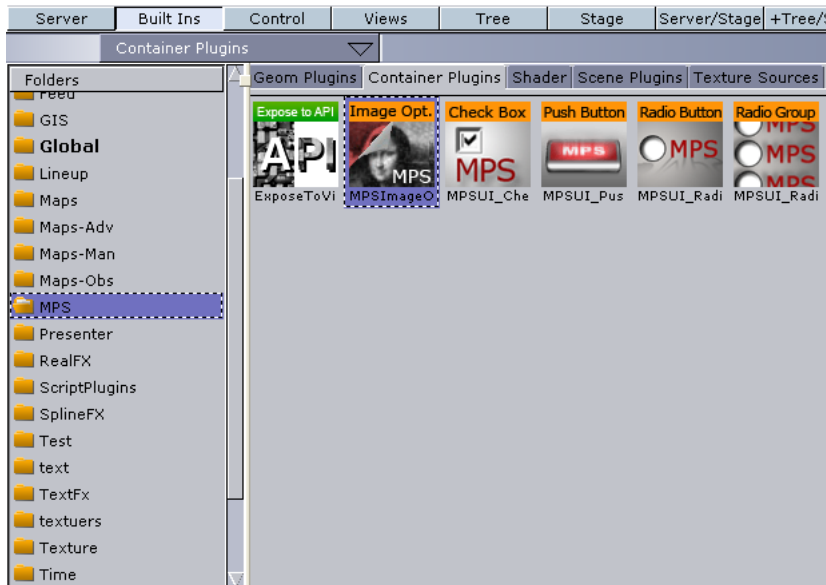 Server Built Ins Control Views Tree Stage Server/Stage +Tree/S
Container Plugins
Folders
Geom Plugins Container Plugins Shader Scene Plugins Texture Sources
Feed
GIS
Global
Lineup
Maps
Maps-Adv
Maps-Man
Maps-Obs
MPS
Presenter
RealFX
ScriptPlugins
SplineFX
Test
text
TextFx
textuers
Texture
Time
Expose to API Image Opt. Check Box Push Button Radio Button Radio Group
API MPS MPS MPS MPS MPS
MPS
MPS
ExposeToVi MPSImageO MPSUI_Che MPSUI_Pus MPSUI_Radi MPSUI_Radi